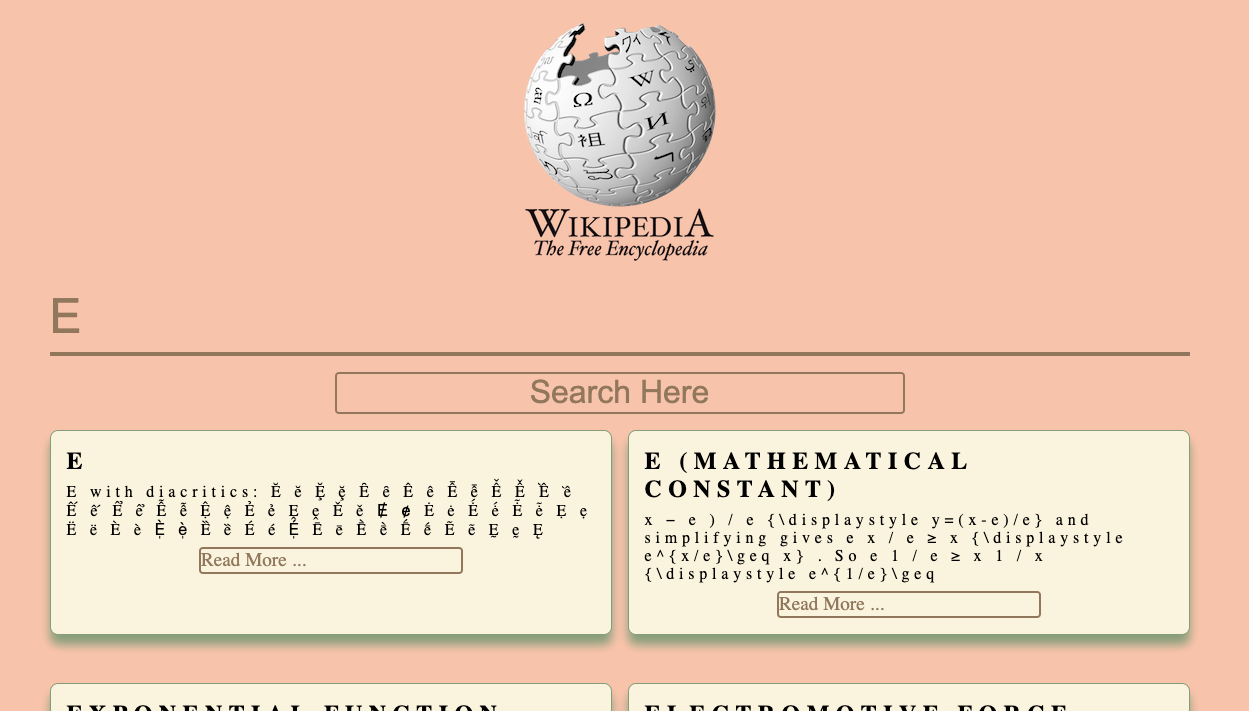 WIKIPEDIA
The Free Encyclopedia
E
Search Here
E
E with diacritics: Ĕ ĕ Ḝ ḝ Ȇ ȇ Ê ê Ê̄ ê̄ Ê̌ ê̌ Ề ề
Ế ế Ể ể Ễ ễ Ệ ệ Ẻ ẻ Ḙ ḙ Ě ě Ɇ ɇ Ė ė Ė́ ė́ Ė̃ ė̃ Ẹ ẹ
Ë ë È è È̩ è̩ Ȅ ȅ É é É̩ Ē ē Ḕ ḕ Ḗ ḗ Ẽ ẽ Ḛ ḛ Ę
Read More ...
E (MATHEMATICAL
CONSTANT)
x − e ) / e {\displaystyle y=(x-e)/e} and
simplifying gives e x / e ≥ x {\displaystyle
e^{x/e}\geq x} . So e 1 / e ≥ x 1 / x
{\displaystyle e^{1/e}\geq
Read More ...
EXPONENTIAL FUNCTION
ELECTROMOTIVE FORCE